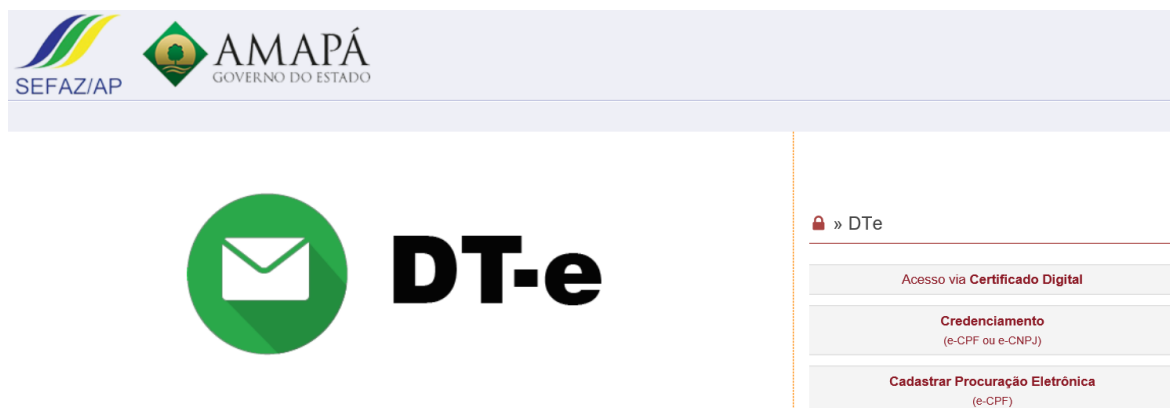 SEFAZ/AP
AMAPÁ
GOVERNO DO ESTADO
DT-e
» DTe
Acesso via Certificado Digital
Credenciamento
(e-CPF ou e-CNPJ)
Cadastrar Procuração Eletrônica
(e-CPF)